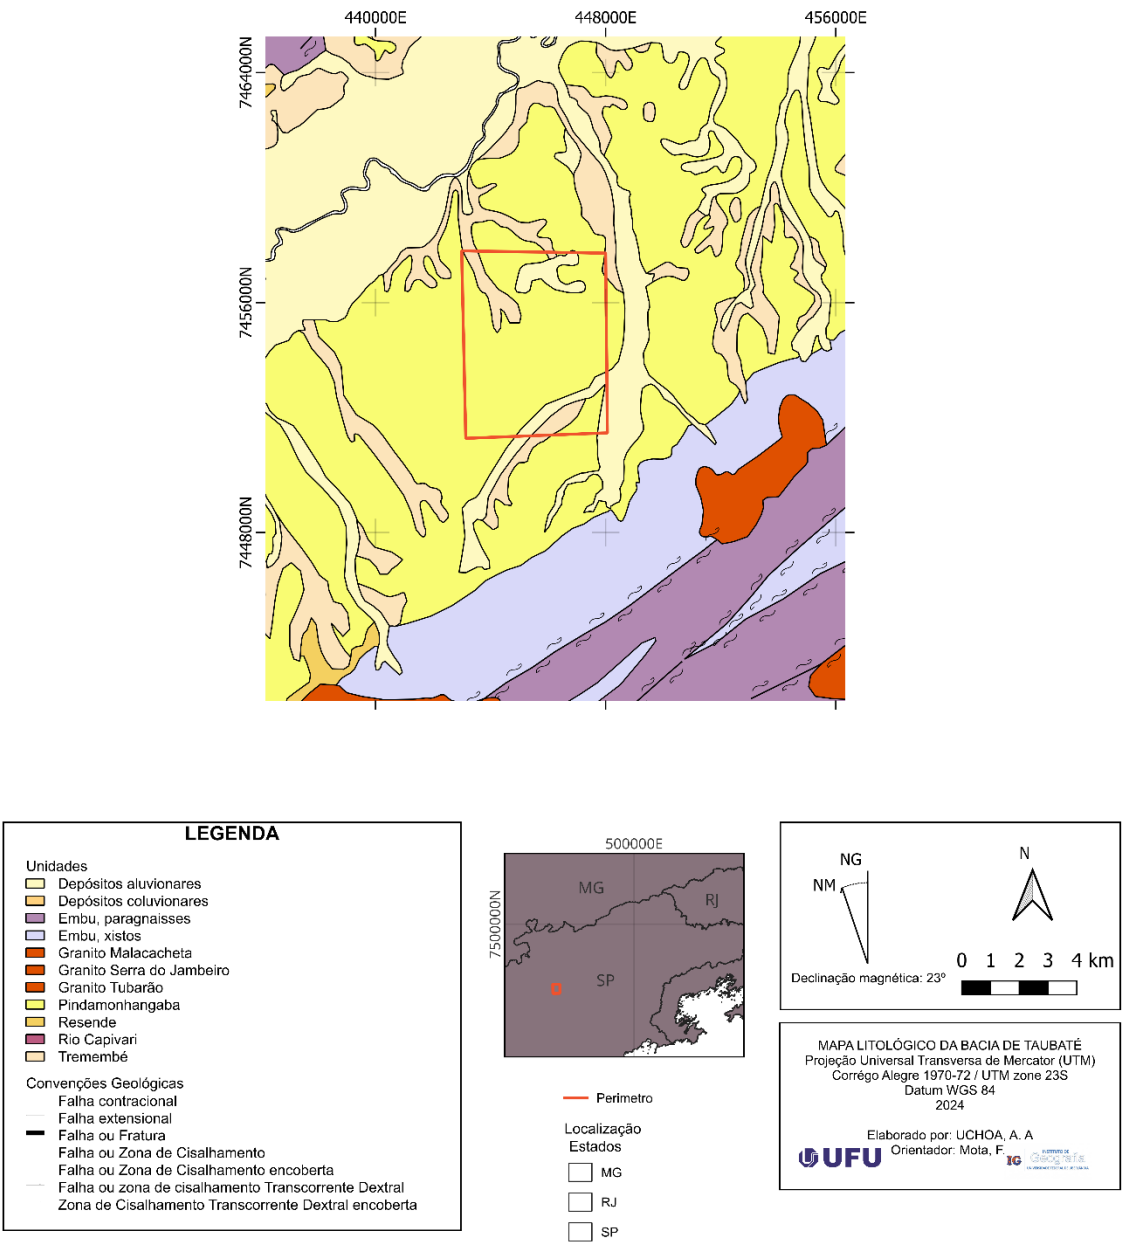 440000E
448000E
456000E
7464000N
7456000N
7448000N
LEGENDA
Unidades
Depósitos aluvionares
Depósitos coluvionares
Embu, paragnaisses
Embu, xistos
Granito Malacacheta
Granito Serra do Jambeiro
Granito Tubarão
Pindamonhangaba
Resende
Rio Capivari
Tremembé
Convenções Geológicas
Falha contracional
Falha extensional
Falha ou Fratura
Falha ou Zona de Cisalhamento
Falha ou Zona de Cisalhamento encoberta
Falha ou zona de cisalhamento Transcorrente Dextral
Zona de Cisalhamento Transcorrente Dextral encoberta
500000E
7500000N
MG
RJ
SP
Perimetro
Localização
Estados
MG
RJ
SP
NG
NM
Declinação magnética: 23º
N
0 1 2 3 4 km
MAPA LITOLÓGICO DA BACIA DE TAUBATÉ
Projeção Universal Transversa de Mercator (UTM)
Corrégo Alegre 1970-72 / UTM zone 23S
Datum WGS 84
2024
Elaborado por: UCHOA, A. A
Orientador: Mota, F.
UFU
IG
INSTITUTO DE
Geografia